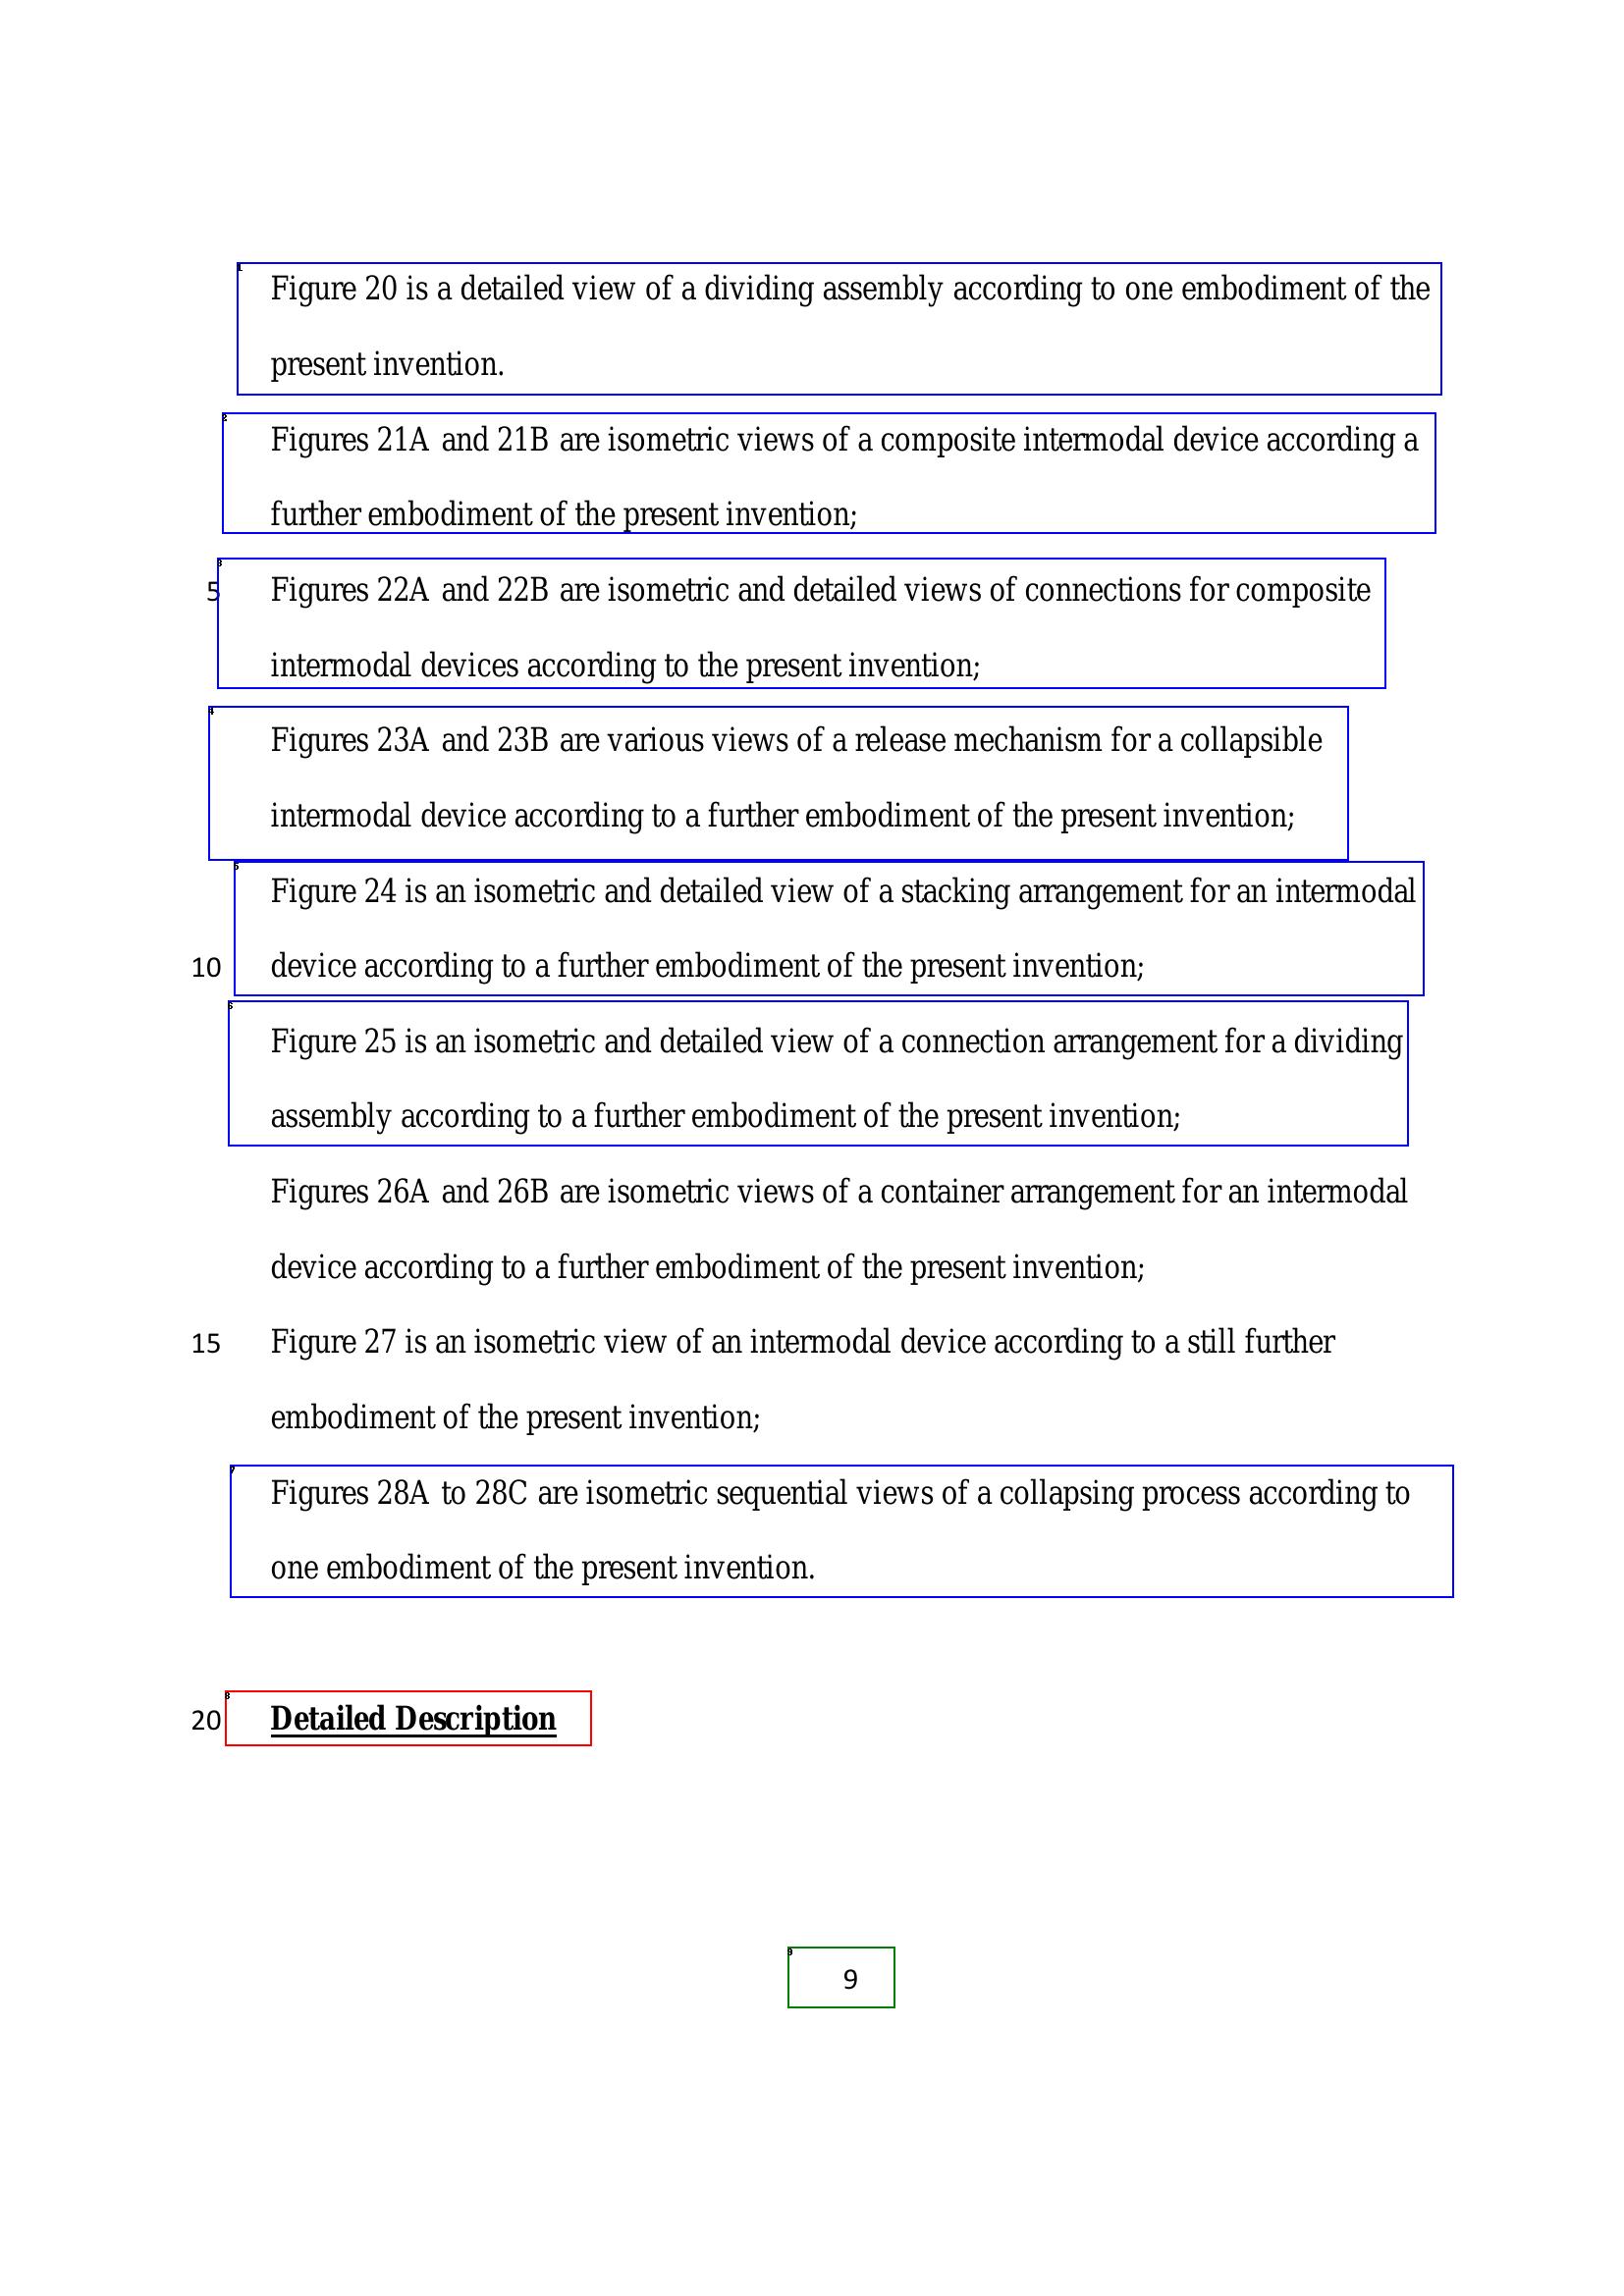 Figure 20 is a detailed view of a dividing assembly according to one embodiment of the
present invention.
Figures 21A and 21B are isometric views of a composite intermodal device according a
further embodiment of the present invention;
5 Figures 22A and 22B are isometric and detailed views of connections for composite
intermodal devices according to the present invention;
Figures 23A and 23B are various views of a release mechanism for a collapsible
intermodal device according to a further embodiment of the present invention;
Figure 24 is an isometric and detailed view of a stacking arrangement for an intermodal
10 device according to a further embodiment of the present invention;
Figure 25 is an isometric and detailed view of a connection arrangement for a dividing
assembly according to a further embodiment of the present invention;
Figures 26A and 26B are isometric views of a container arrangement for an intermodal
device according to a further embodiment of the present invention;
15 Figure 27 is an isometric view of an intermodal device according to a still further
embodiment of the present invention;
Figures 28A to 28C are isometric sequential views of a collapsing process according to
one embodiment of the present invention.
20 Detailed Description
9